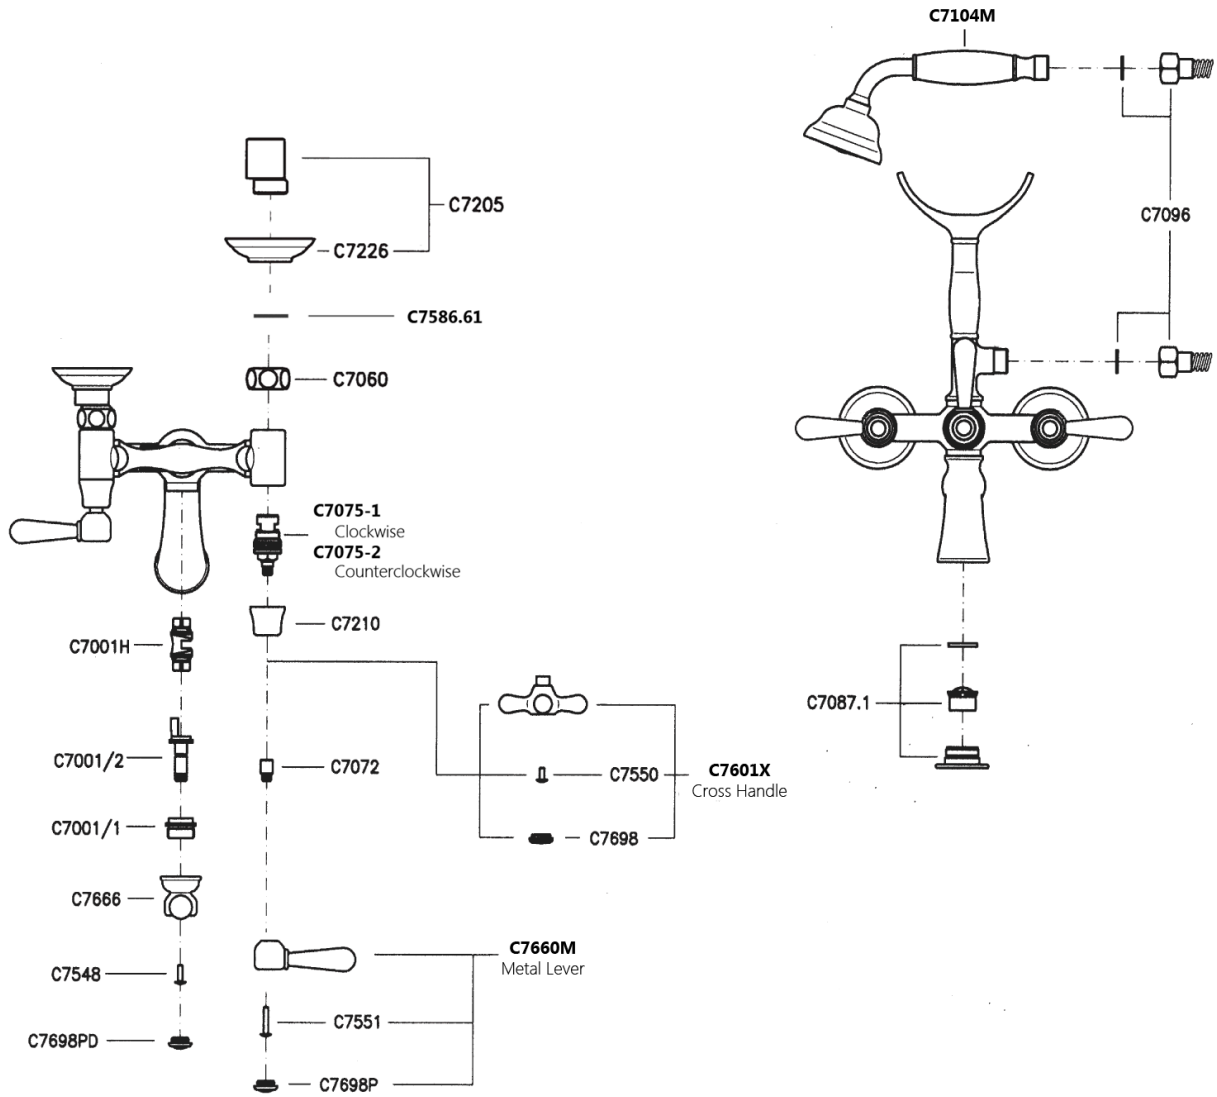 C7104M
C7205
C7226
C7096
C7586.61
C7060
C7075-1
Clockwise
C7075-2
Counterclockwise
C7210
C7001H
C7087.1
C7001/2
C7072
C7550
C7601X
Cross Handle
C7001/1
C7698
C7666
C7660M
Metal Lever
C7548
C7551
C7698PD
C7698P